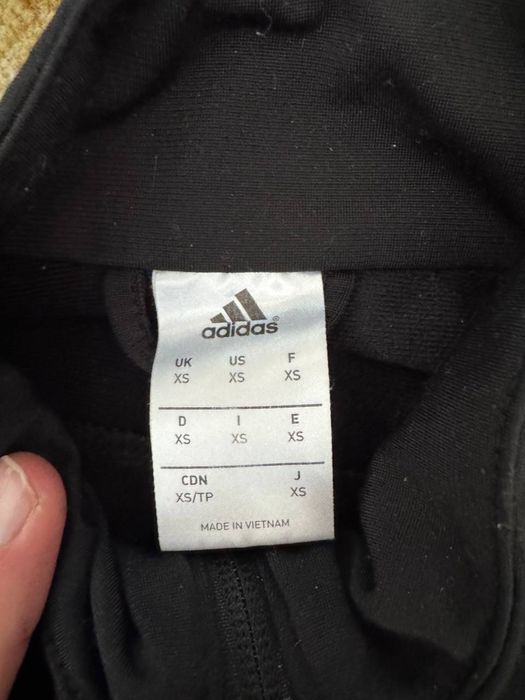 adidas®
UK US F
XS XS XS
D I E
XS XS XS
CDN J
XS/TP XS
MADE IN VIETNAM